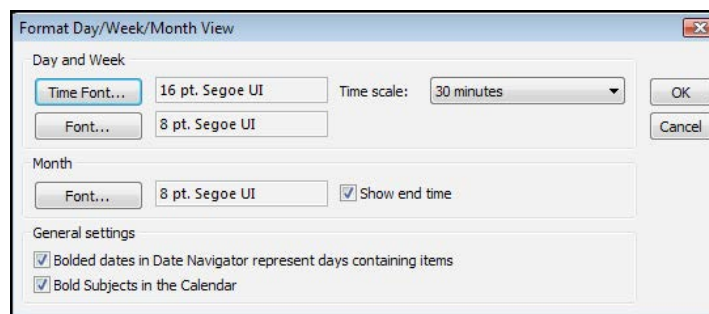 Format Day/Week/Month View
Day and Week
Time Font... 16 pt. Segoe UI Time scale: 30 minutes OK
Font... 8 pt. Segoe UI Cancel
Month
Font... 8 pt. Segoe UI Show end time
General settings
Bolded dates in Date Navigator represent days containing items
Bold Subjects in the Calendar